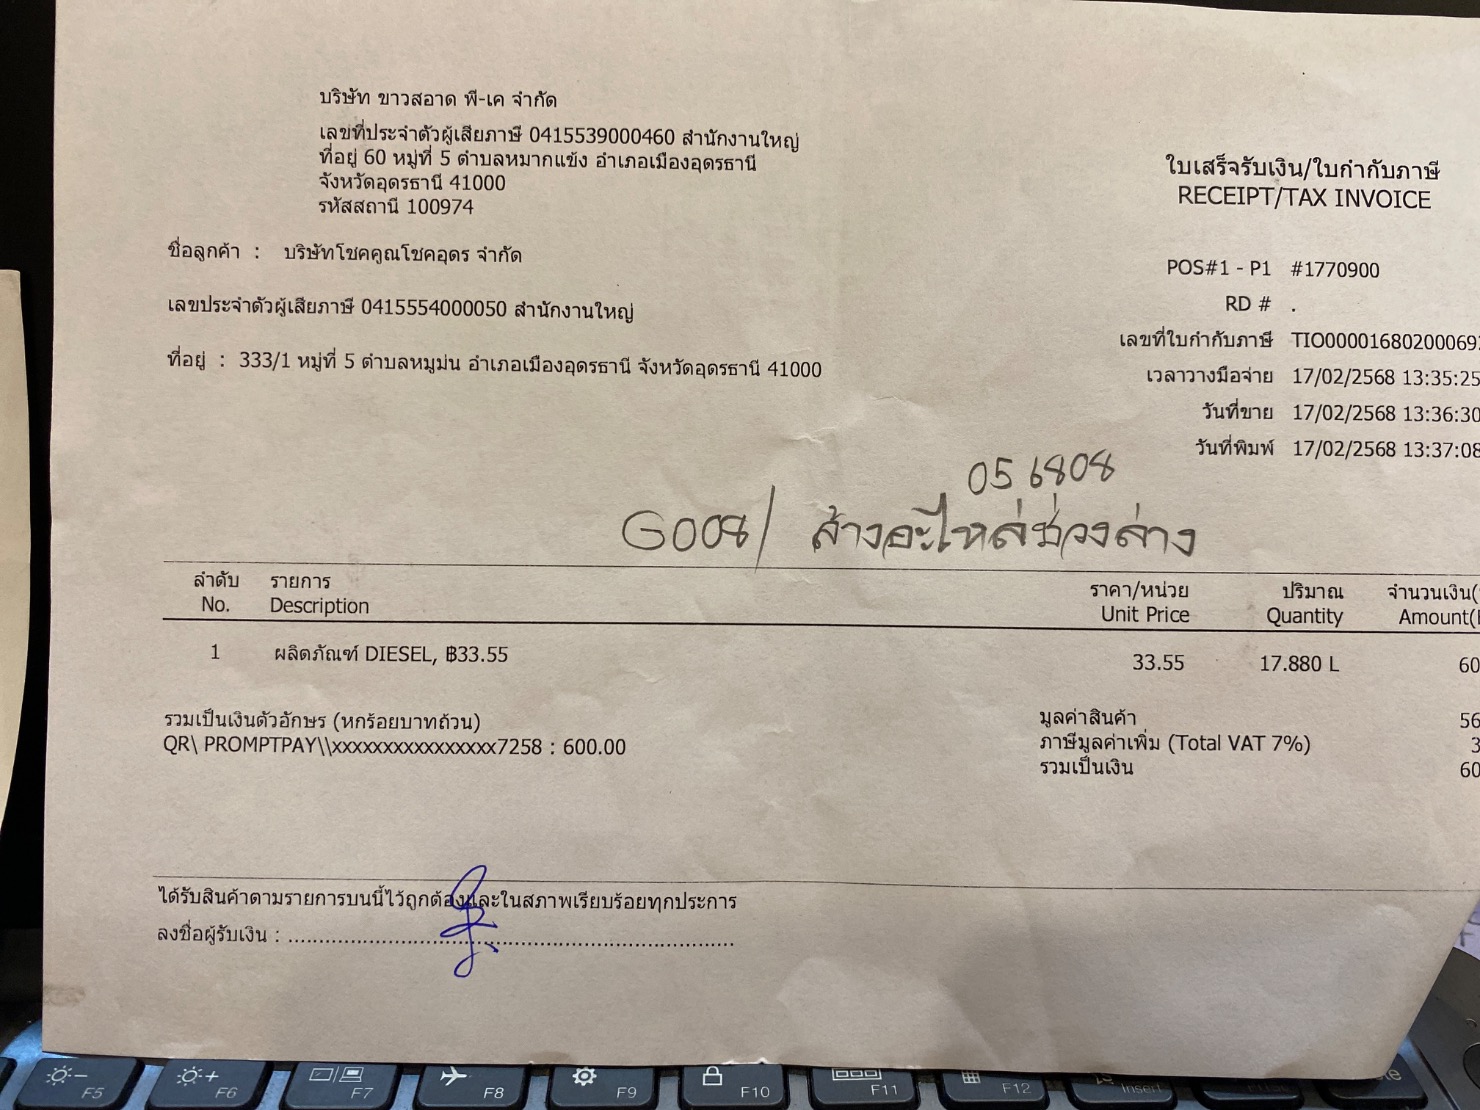 บริษัท ขาวสอาด พี-เค จำกัด
เลขที่ประจำตัวผู้เสียภาษี 0415539000460 สำนักงานใหญ่
ที่อยู่ 60 หมู่ที่ 5 ตำบลหมากแข้ง อำเภอเมืองอุดรธานี
จังหวัดอุดรธานี 41000
รหัสสถานี 100974
ใบเสร็จรับเงิน/ใบกำกับภาษี
RECEIPT/TAX INVOICE
ชื่อลูกค้า : บริษัทโชคคูณโชคอุดร จำกัด
เลขประจำตัวผู้เสียภาษี 0415554000050 สำนักงานใหญ่
ที่อยู่ : 333/1 หมู่ที่ 5 ตำบลหมูม่น อำเภอเมืองอุดรธานี จังหวัดอุดรธานี 41000
POS#1 - P1 #1770900
RD # .
เลขที่ใบกำกับภาษี TIO00001680200069
เวลาวางมือจ่าย 17/02/2568 13:35:25
วันที่ขาย 17/02/2568 13:36:30
วันที่พิมพ์ 17/02/2568 13:37:08
056808
G008/ ล้างอะไหล่ช่วงล่าง
ลำดับ รายการ ราคา/หน่วย ปริมาณ จำนวนเงิน(
No. Description Unit Price Quantity Amount(
1 ผลิตภัณฑ์ DIESEL, ฿33.55 33.55 17.880 L 60
รวมเป็นเงินตัวอักษร (หกร้อยบาทถ้วน)
QR\ PROMPTPAY\\xxxxxxxxxxxxxxxx7258 : 600.00
มูลค่าสินค้า 56
ภาษีมูลค่าเพิ่ม (Total VAT 7%) 3
รวมเป็นเงิน 60
ได้รับสินค้าตามรายการบนนี้ไว้ถูกต้องและในสภาพเรียบร้อยทุกประการ
ลงชื่อผู้รับเงิน : ........................................................................
F5
F6
F7
F8
F9
F10
F11
F12
Insert